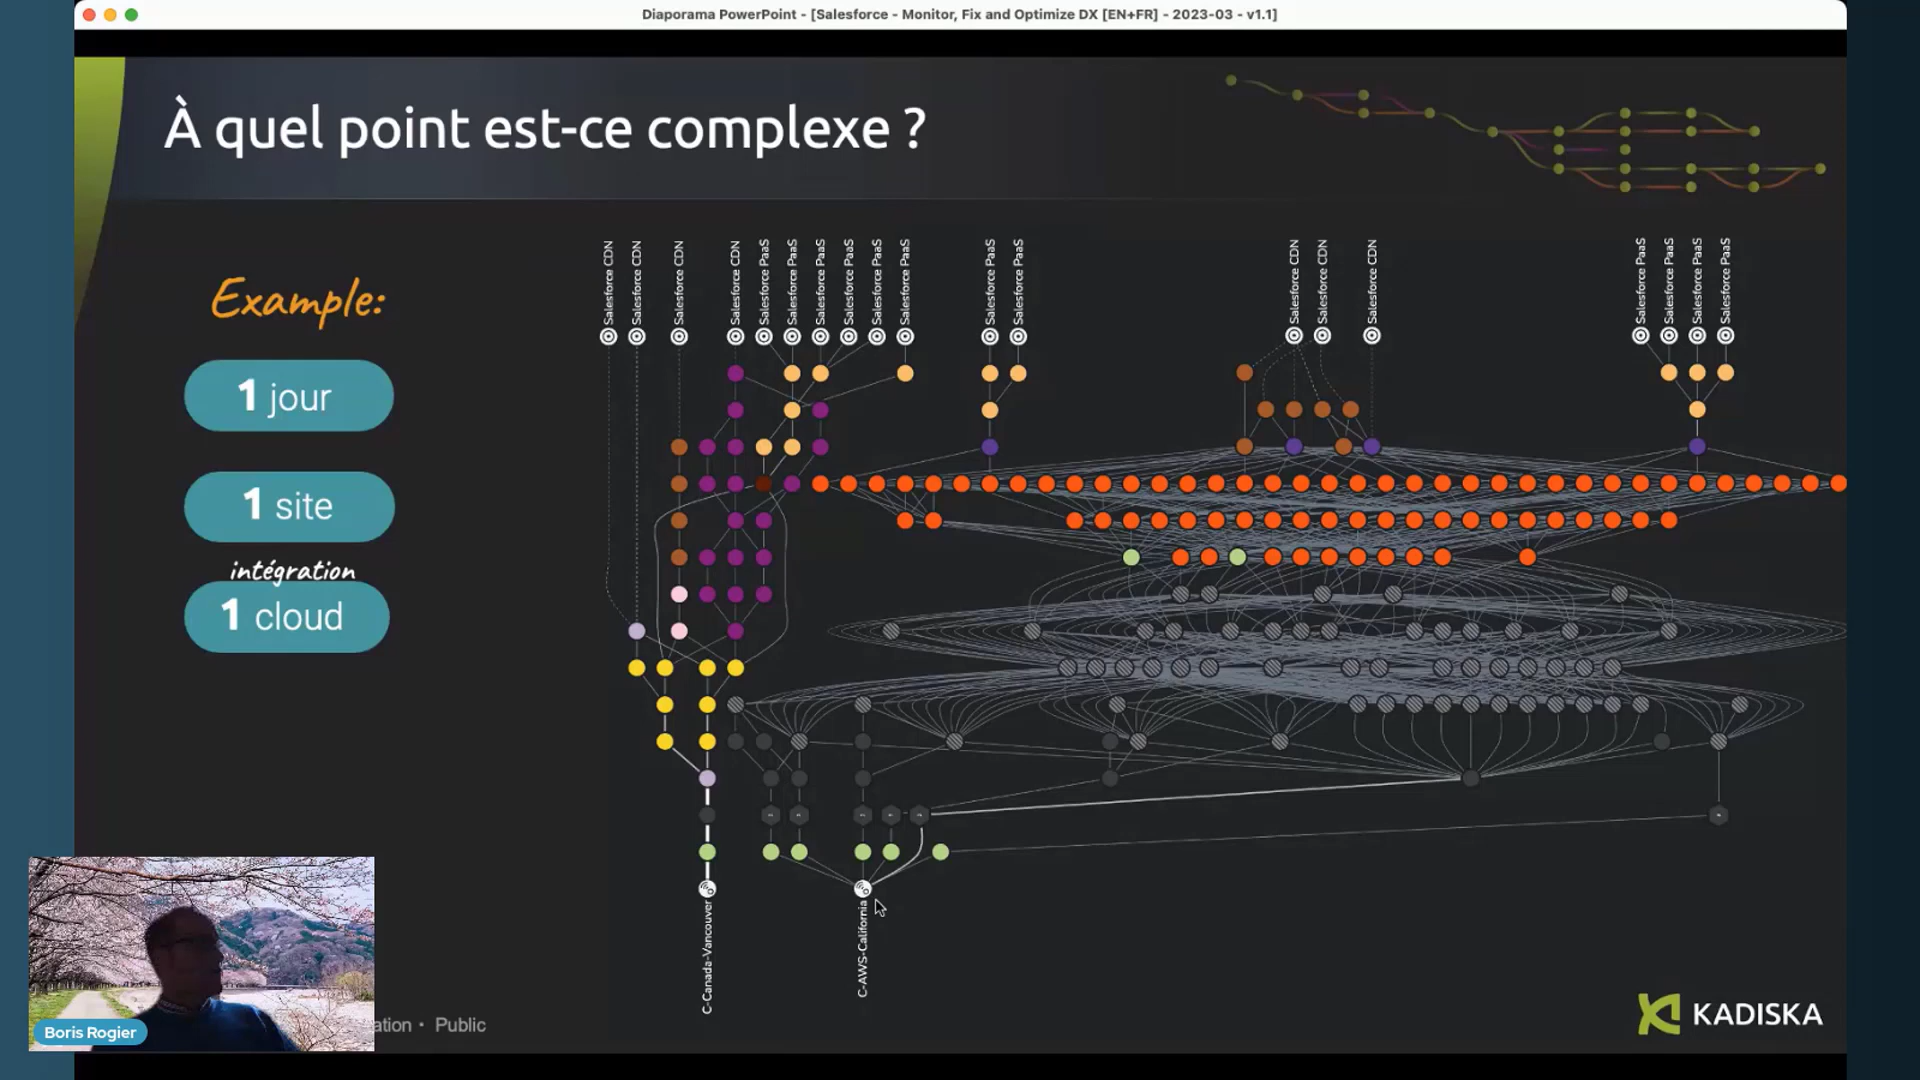 Diaporama PowerPoint - [Salesforce - Monitor, Fix and Optimize DX [EN+FR] - 2023-03 - v1.1]
À quel point est-ce complexe ?
Example:
1 jour
1 site
intégration
1 cloud
Salesforce CDN
Salesforce CDN
Salesforce CDN
Salesforce CDN
Salesforce PaaS
Salesforce PaaS
Salesforce PaaS
Salesforce PaaS
Salesforce PaaS
Salesforce PaaS
Salesforce PaaS
Salesforce PaaS
Salesforce CDN
Salesforce CDN
Salesforce CDN
Salesforce PaaS
Salesforce PaaS
Salesforce PaaS
Salesforce PaaS
C-Canada-Vancouver
C-AWS-California
Boris Rogier
ation • Public
KADISKA